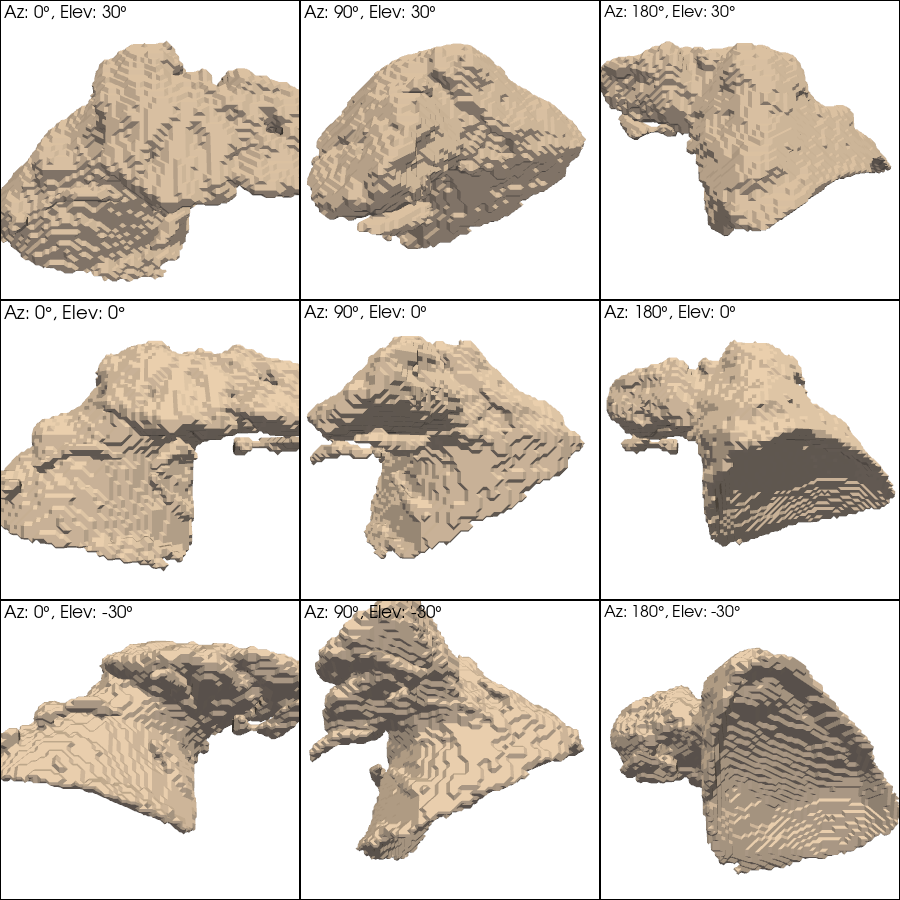 Az: 0°, Elev: 30°
Az: 90°, Elev: 30°
Az: 180°, Elev: 30°
Az: 0°, Elev: 0°
Az: 90°, Elev: 0°
Az: 180°, Elev: 0°
Az: 0°, Elev: -30°
Az: 90°, Elev: -30°
Az: 180°, Elev: -30°